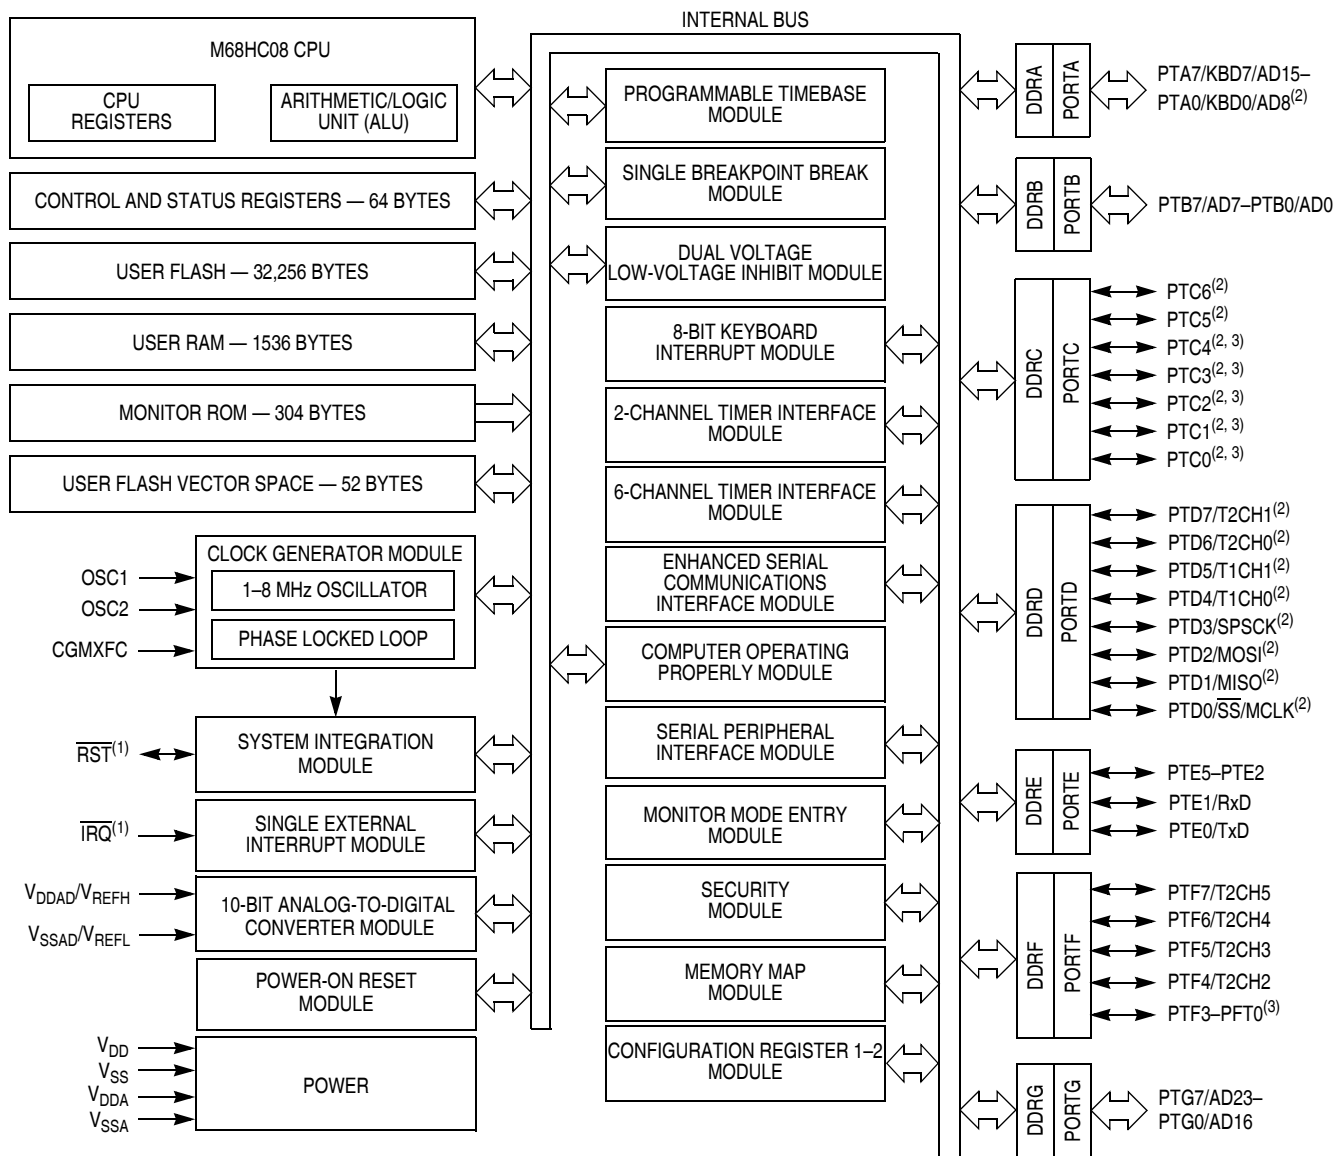 INTERNAL BUS
M68HC08 CPU
CPU
REGISTERS
ARITHMETIC/LOGIC
UNIT (ALU)
CONTROL AND STATUS REGISTERS — 64 BYTES
USER FLASH — 32,256 BYTES
USER RAM — 1536 BYTES
MONITOR ROM — 304 BYTES
USER FLASH VECTOR SPACE — 52 BYTES
CLOCK GENERATOR MODULE
1–8 MHz OSCILLATOR
PHASE LOCKED LOOP
OSC1
OSC2
CGMXFC
SYSTEM INTEGRATION
MODULE
RST(1)
SINGLE EXTERNAL
INTERRUPT MODULE
IRQ(1)
10-BIT ANALOG-TO-DIGITAL
CONVERTER MODULE
VDDAD/VREFH
VSSAD/VREFL
POWER-ON RESET
MODULE
POWER
VDD
VSS
VDDA
VSSA
PROGRAMMABLE TIMEBASE
MODULE
SINGLE BREAKPOINT BREAK
MODULE
DUAL VOLTAGE
LOW-VOLTAGE INHIBIT MODULE
8-BIT KEYBOARD
INTERRUPT MODULE
2-CHANNEL TIMER INTERFACE
MODULE
6-CHANNEL TIMER INTERFACE
MODULE
ENHANCED SERIAL
COMMUNICATIONS
INTERFACE MODULE
COMPUTER OPERATING
PROPERLY MODULE
SERIAL PERIPHERAL
INTERFACE MODULE
MONITOR MODE ENTRY
MODULE
SECURITY
MODULE
MEMORY MAP
MODULE
CONFIGURATION REGISTER 1–2
MODULE
DDRA
PORTA
PTA7/KBD7/AD15–
PTA0/KBD0/AD8(2)
DDRB
PORTB
PTB7/AD7–PTB0/AD0
DDRC
PORTC
PTC6(2)
PTC5(2)
PTC4(2, 3)
PTC3(2, 3)
PTC2(2, 3)
PTC1(2, 3)
PTC0(2, 3)
DDRD
PORTD
PTD7/T2CH1(2)
PTD6/T2CH0(2)
PTD5/T1CH1(2)
PTD4/T1CH0(2)
PTD3/SPSCK(2)
PTD2/MOSI(2)
PTD1/MISO(2)
PTD0/SS/MCLK(2)
DDRE
PORTE
PTE5–PTE2
PTE1/RxD
PTE0/TxD
DDRF
PORTF
PTF7/T2CH5
PTF6/T2CH4
PTF5/T2CH3
PTF4/T2CH2
PTF3–PFT0(3)
DDRG
PORTG
PTG7/AD23–
PTG0/AD16